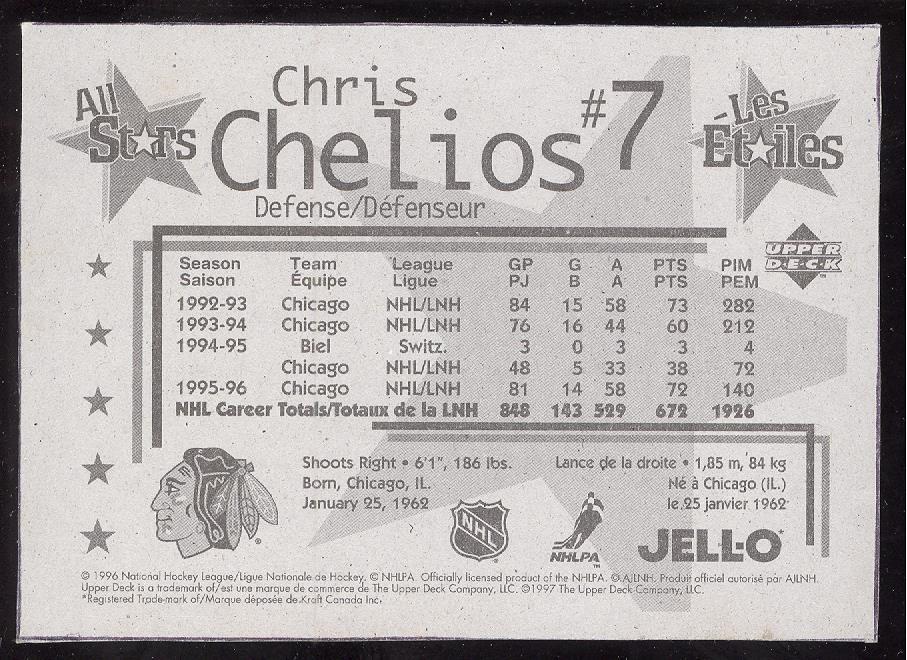 All Stars
Chris
Chelios #7
Les Etoiles
Defense/Défenseur
UPPER DECK
Season Team League GP G A PTS PIM
Saison Équipe Ligue PJ B A PTS PEM
1992-93 Chicago NHL/LNH 84 15 58 73 282
1993-94 Chicago NHL/LNH 76 16 44 60 212
1994-95 Biel Switz. 3 0 3 3 4
Chicago NHL/LNH 48 5 33 38 72
1995-96 Chicago NHL/LNH 81 14 58 72 140
NHL Career Totals/Totaux de la LNH 848 143 529 672 1926
Shoots Right • 6'1", 186 lbs.
Born, Chicago, IL.
January 25, 1962
Lance de la droite • 1,85 m, 84 kg
Né à Chicago (IL.)
le 25 janvier 1962
NHL
NHLPA™
JELL-O*
© 1996 National Hockey League/Ligue Nationale de Hockey. © NHLPA. Officially licensed product of the NHLPA. © AJLNH. Produit officiel autorisé par AJLNH.
Upper Deck is a trademark of/est une marque de commerce de The Upper Deck Company, LLC. ©1997 The Upper Deck Company, LLC.
*Registered Trade-mark of/Marque déposée de Kraft Canada Inc.